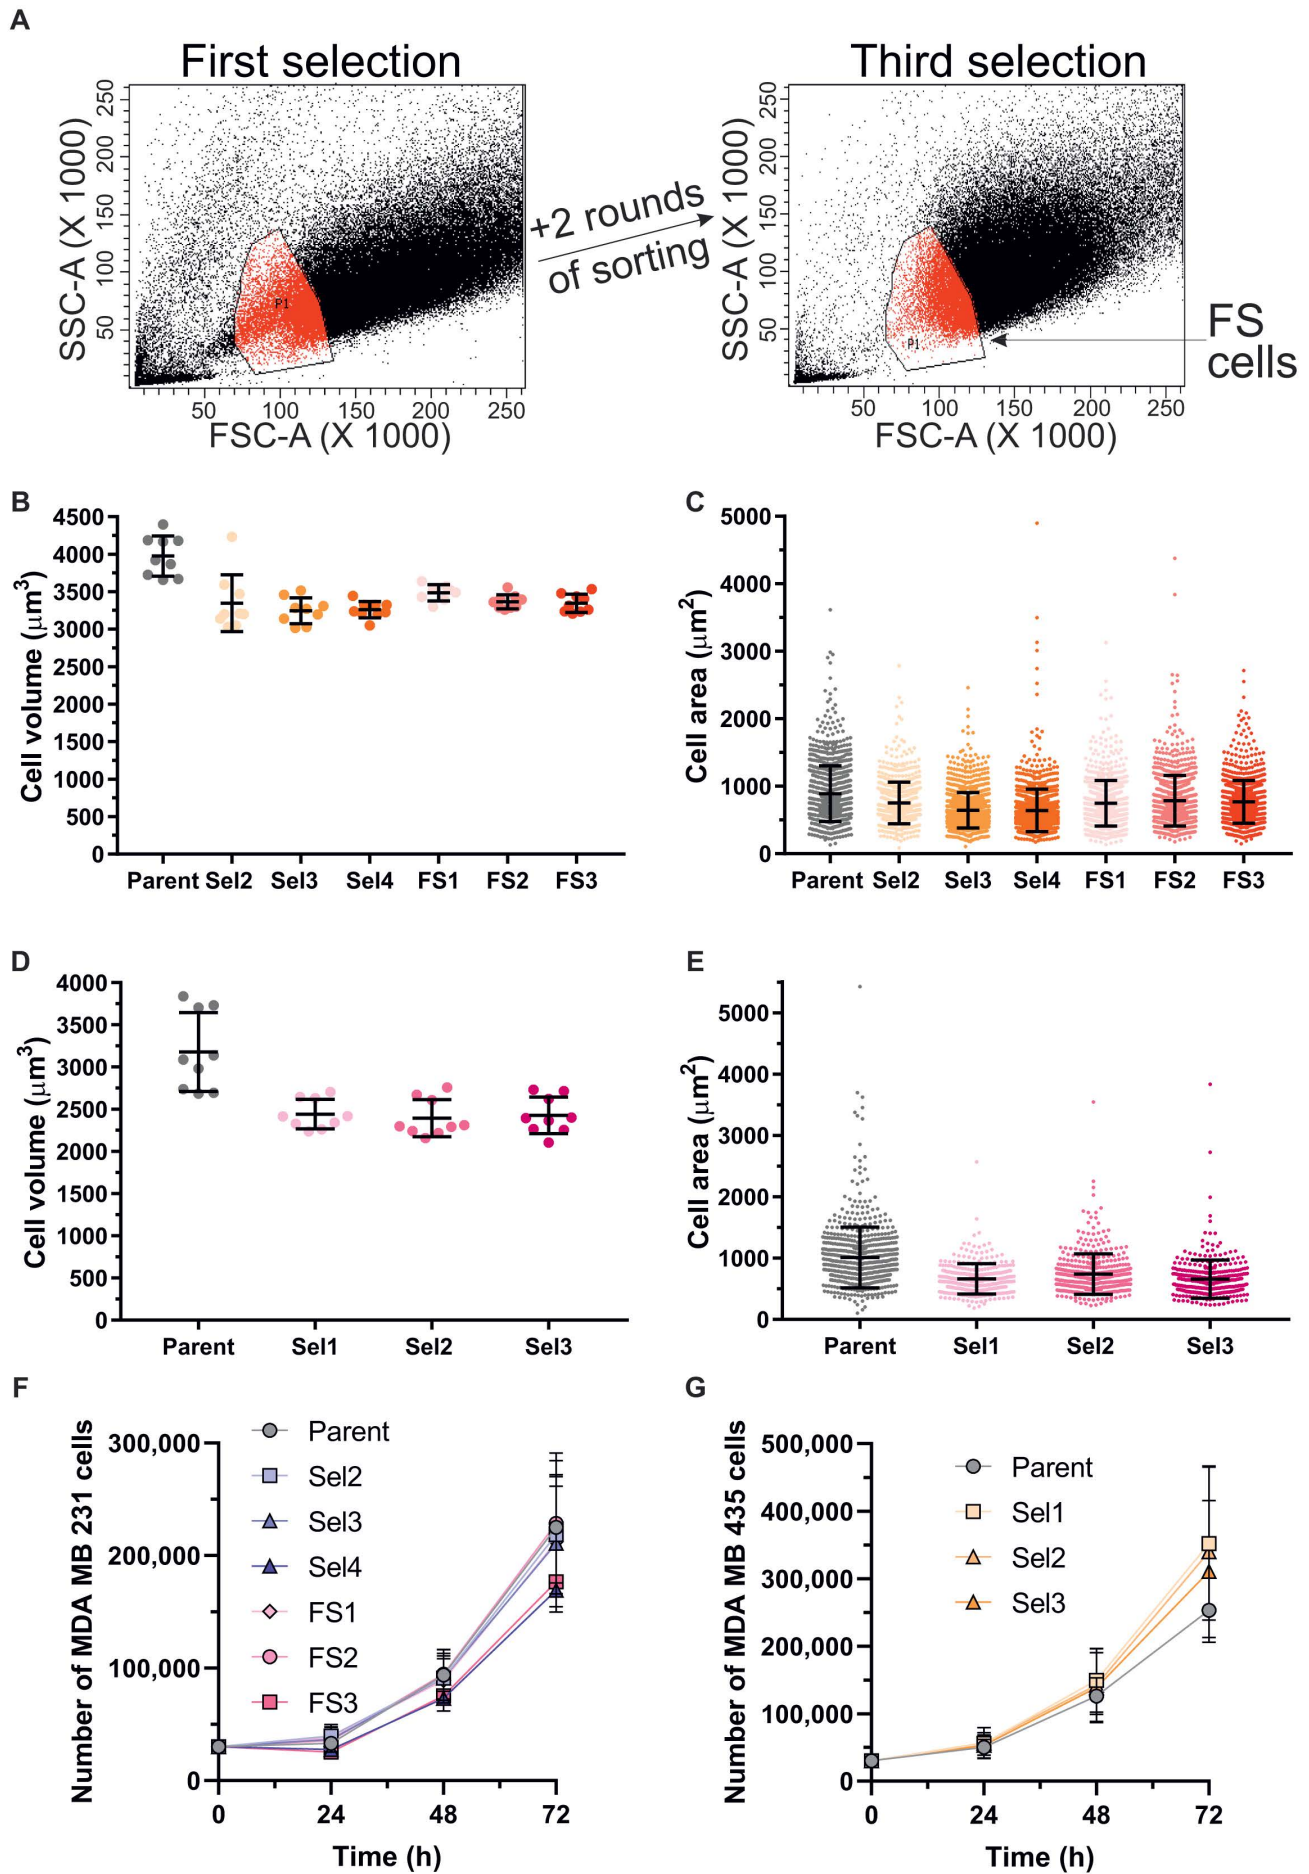 A
First selection
Third selection
SSC-A (X 1000)
250
200
150
100
50
P1
50 100 150 200 250
FSC-A (X 1000)
+2 rounds
of sorting
SSC-A (X 1000)
250
200
150
100
50
P1
50 100 150 200 250
FSC-A (X 1000)
FS
cells
B
Cell volume (μm³)
4500
4000
3500
3000
2500
2000
1500
1000
500
0
Parent Sel2 Sel3 Sel4 FS1 FS2 FS3
C
Cell area (μm²)
5000
4000
3000
2000
1000
0
Parent Sel2 Sel3 Sel4 FS1 FS2 FS3
D
Cell volume (μm³)
4000
3500
3000
2500
2000
1500
1000
500
0
Parent Sel1 Sel2 Sel3
E
Cell area (μm²)
5000
4000
3000
2000
1000
0
Parent Sel1 Sel2 Sel3
F
Number of MDA MB 231 cells
300,000
200,000
100,000
0
Parent
Sel2
Sel3
Sel4
FS1
FS2
FS3
0 24 48 72
Time (h)
G
Number of MDA MB 435 cells
500,000
400,000
300,000
200,000
100,000
0
Parent
Sel1
Sel2
Sel3
0 24 48 72
Time (h)